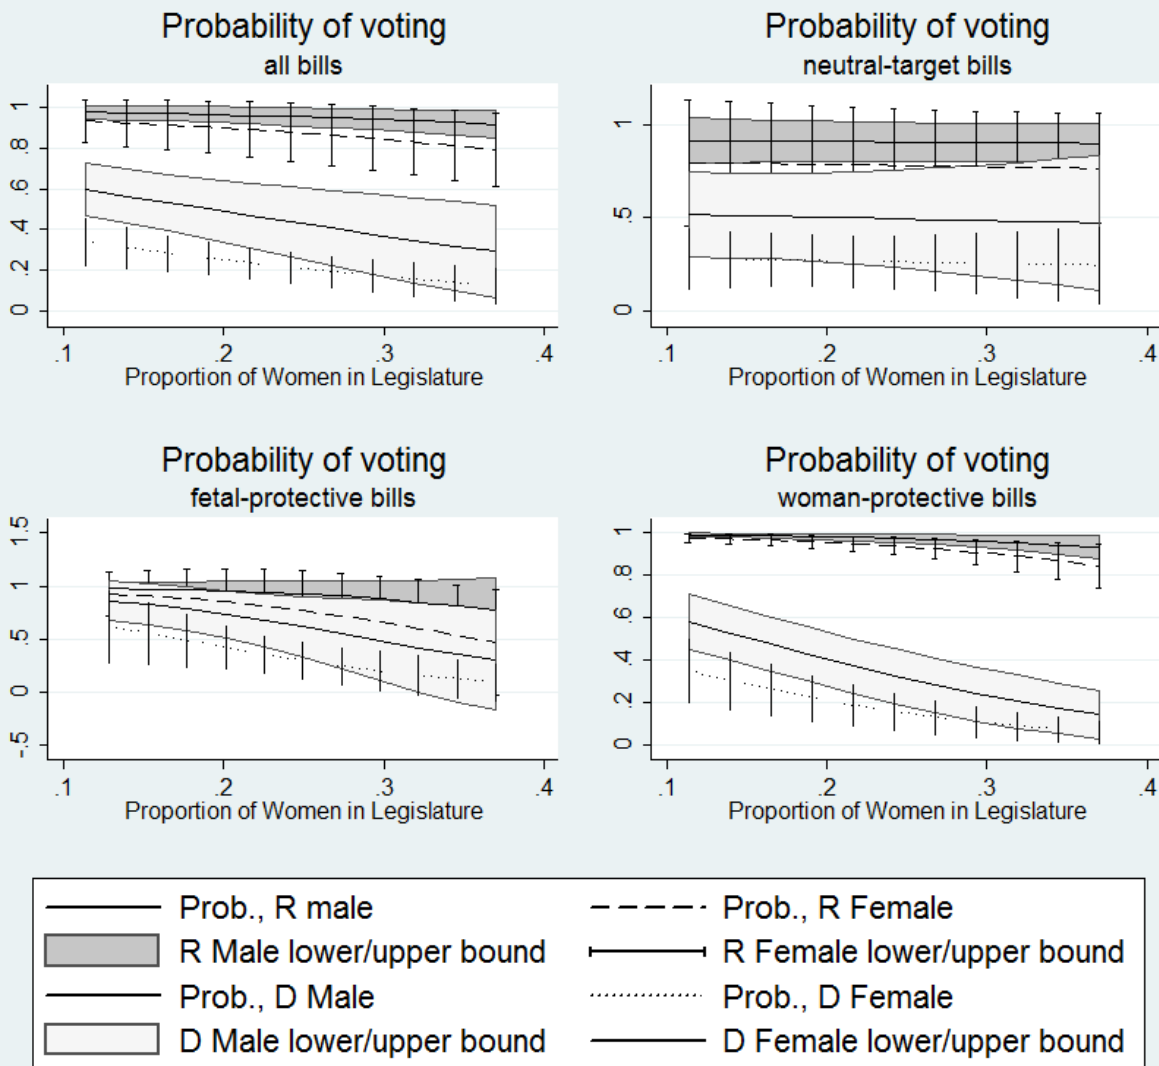 Probability of voting
all bills
1
.8
.6
.4
.2
0
.1 .2 .3 .4
Proportion of Women in Legislature
Probability of voting
neutral-target bills
1
.5
0
.1 .2 .3 .4
Proportion of Women in Legislature
Probability of voting
fetal-protective bills
1.5
1
.5
0
-.5
.1 .2 .3 .4
Proportion of Women in Legislature
Probability of voting
woman-protective bills
1
.8
.6
.4
.2
0
.1 .2 .3 .4
Proportion of Women in Legislature
Prob., R male
Prob., R Female
R Male lower/upper bound
R Female lower/upper bound
Prob., D Male
Prob., D Female
D Male lower/upper bound
D Female lower/upper bound